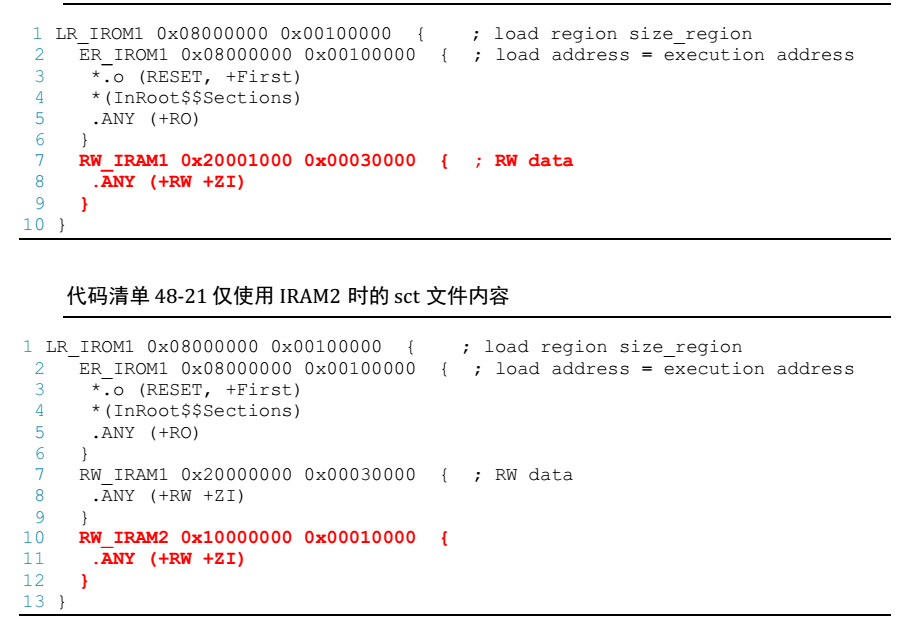 1 LR_IROM1 0x08000000 0x00100000  {    ; load region size_region
2   ER_IROM1 0x08000000 0x00100000  {  ; load address = execution address
3    *.o (RESET, +First)
4    *(InRoot$$Sections)
5    .ANY (+RO)
6   }
7   RW_IRAM1 0x20001000 0x00030000  {  ; RW data
8    .ANY (+RW +ZI)
9   }
10 }
代码清单 48-21 仅使用 IRAM2 时的 sct 文件内容
1 LR_IROM1 0x08000000 0x00100000  {    ; load region size_region
2   ER_IROM1 0x08000000 0x00100000  {  ; load address = execution address
3    *.o (RESET, +First)
4    *(InRoot$$Sections)
5    .ANY (+RO)
6   }
7   RW_IRAM1 0x20000000 0x00030000  {  ; RW data
8    .ANY (+RW +ZI)
9   }
10   RW_IRAM2 0x10000000 0x00010000  {
11    .ANY (+RW +ZI)
12   }
13 }